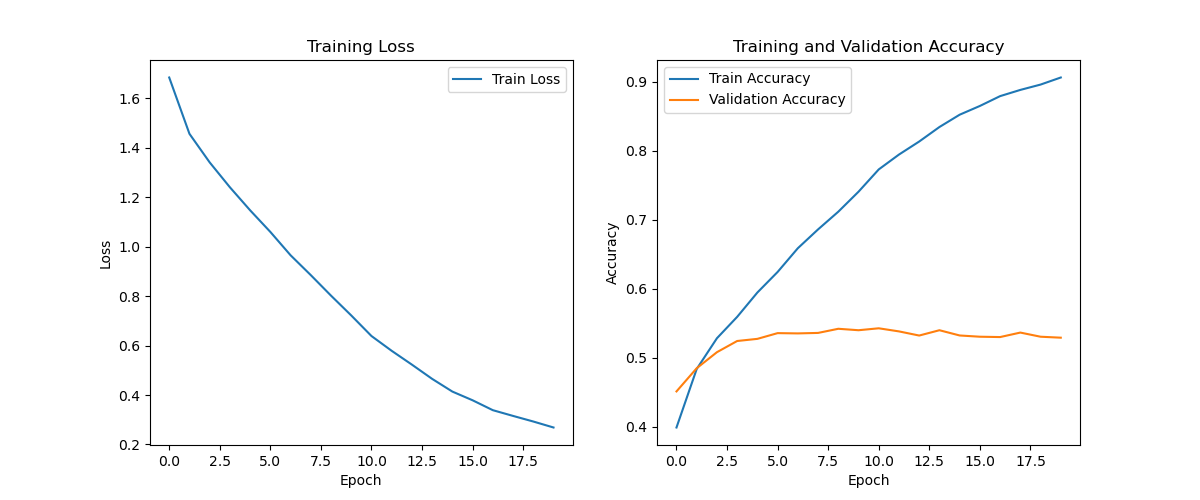 Training Loss
Train Loss
1.6
1.4
1.2
1.0
0.8
0.6
0.4
0.2
Loss
0.0 2.5 5.0 7.5 10.0 12.5 15.0 17.5
Epoch
Training and Validation Accuracy
Train Accuracy
Validation Accuracy
0.9
0.8
0.7
0.6
0.5
0.4
Accuracy
0.0 2.5 5.0 7.5 10.0 12.5 15.0 17.5
Epoch